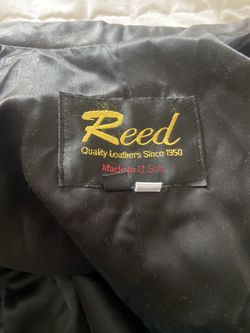 Reed
Quality Leathers Since 1950
Made in U.S.A.